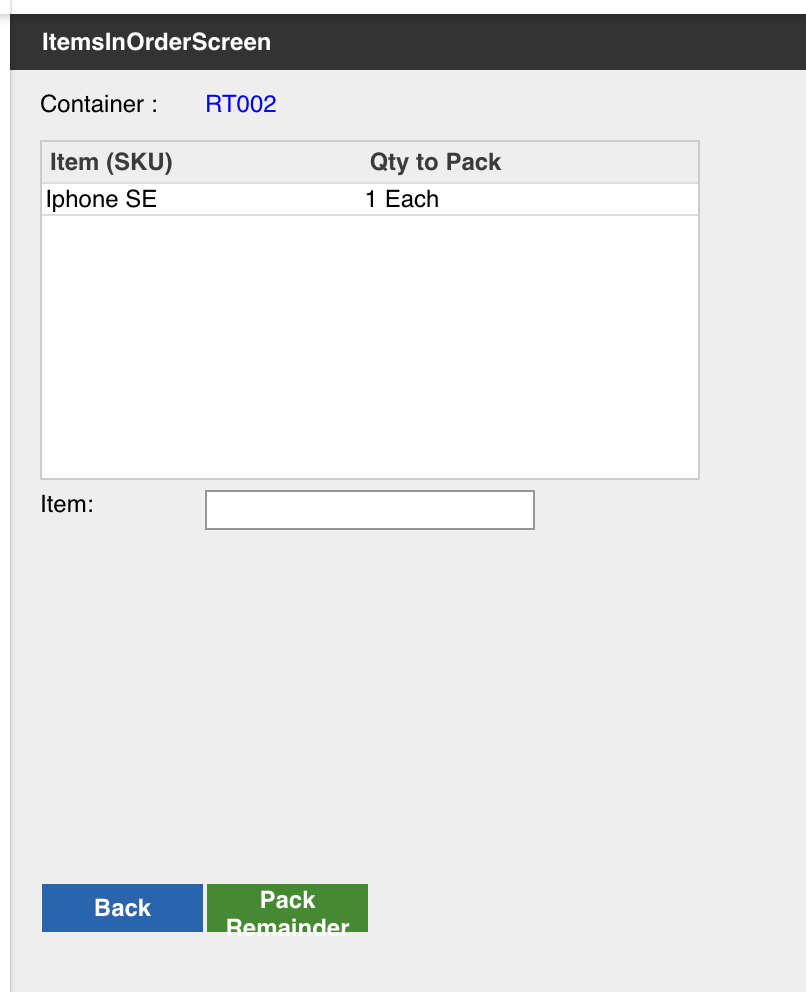 ItemsInOrderScreen
Container : RT002
Item (SKU) Qty to Pack
Iphone SE 1 Each
Item:
Back
Pack
Remainder